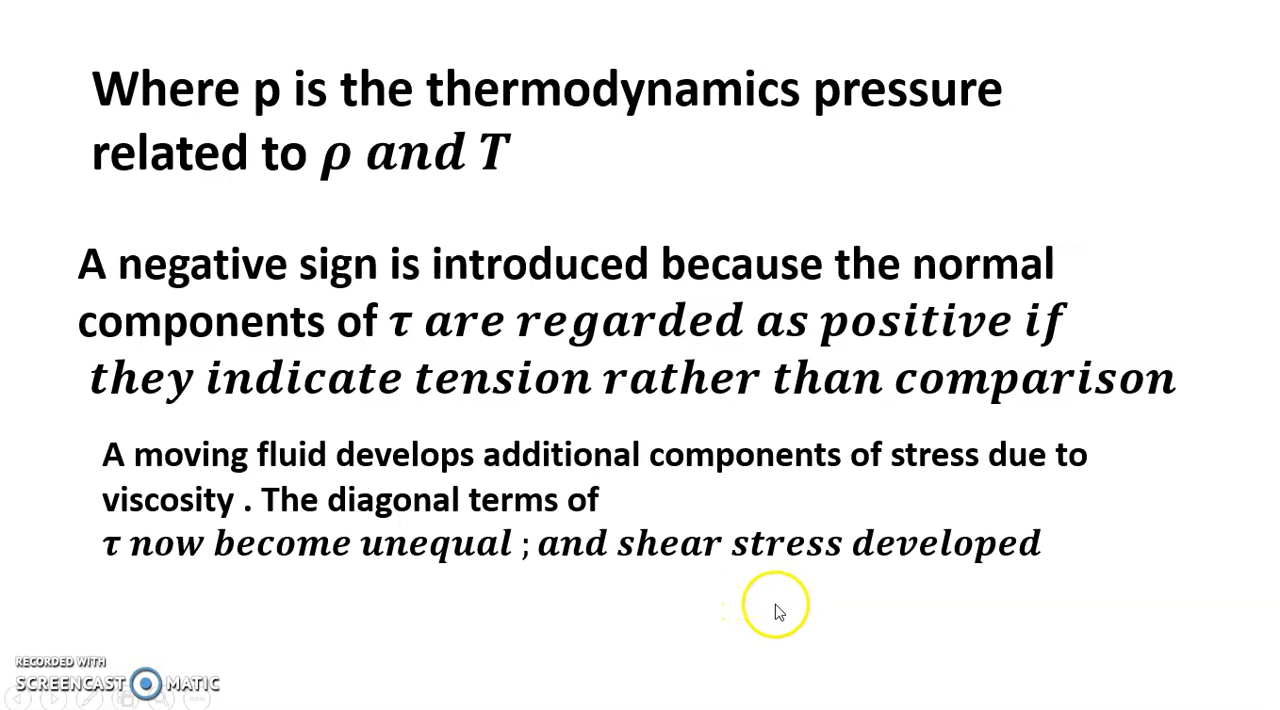 Where p is the thermodynamics pressure
related to ρ and T
A negative sign is introduced because the normal
components of τ are regarded as positive if
they indicate tension rather than comparison
A moving fluid develops additional components of stress due to
viscosity . The diagonal terms of
τ now become unequal ; and shear stress developed
RECORDED WITH
SCREENCAST MATIC